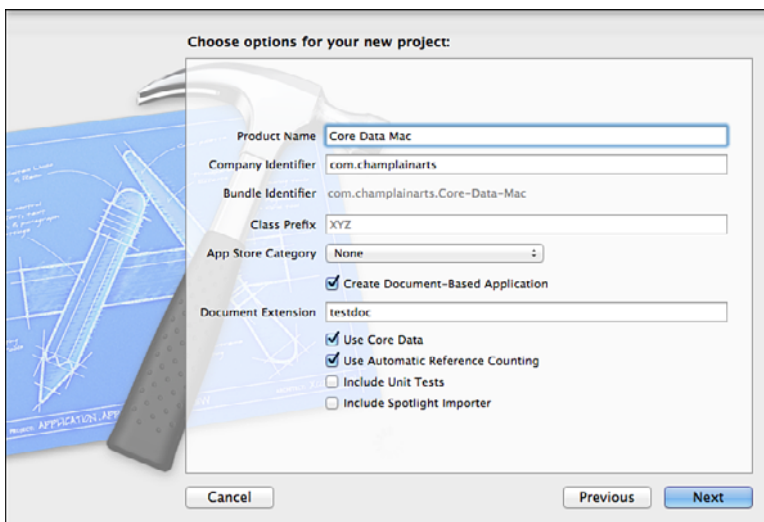 Choose options for your new project:
Product Name Core Data Mac
Company Identifier com.champlainarts
Bundle Identifier com.champlainarts.Core-Data-Mac
Class Prefix XYZ
App Store Category None
Create Document-Based Application
Document Extension testdoc
Use Core Data
Use Automatic Reference Counting
Include Unit Tests
Include Spotlight Importer
APPLICATION.APP
Cancel Previous Next